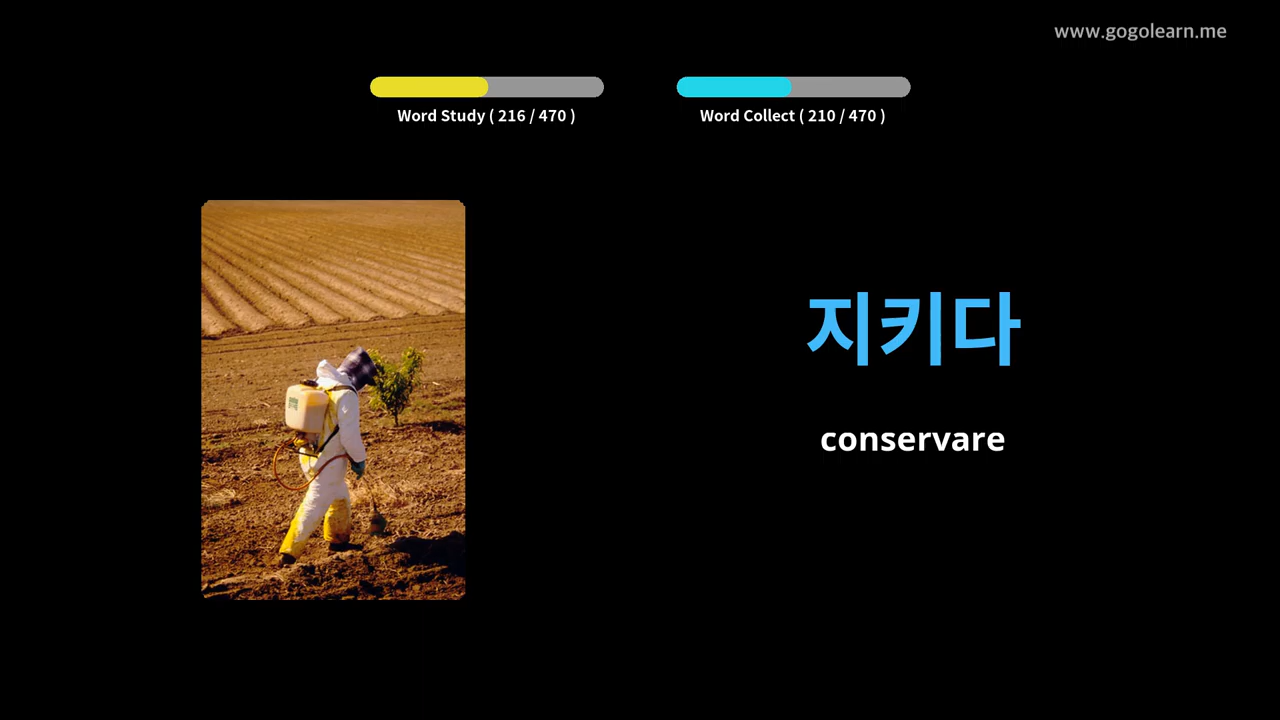 www.gogolearn.me
Word Study ( 216 / 470 )
Word Collect ( 210 / 470 )
지키다
conservare